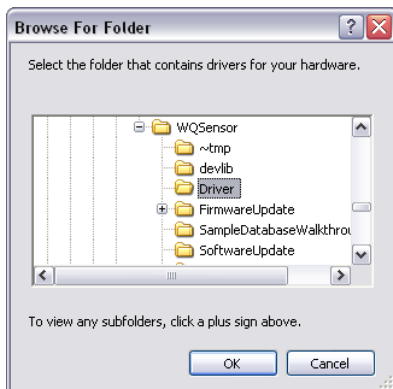 Browse For Folder
Select the folder that contains drivers for your hardware.
WQSensor
~tmp
devlib
Driver
FirmwareUpdate
SampleDatabaseWalkthrou
SoftwareUpdate
To view any subfolders, click a plus sign above.
OK
Cancel